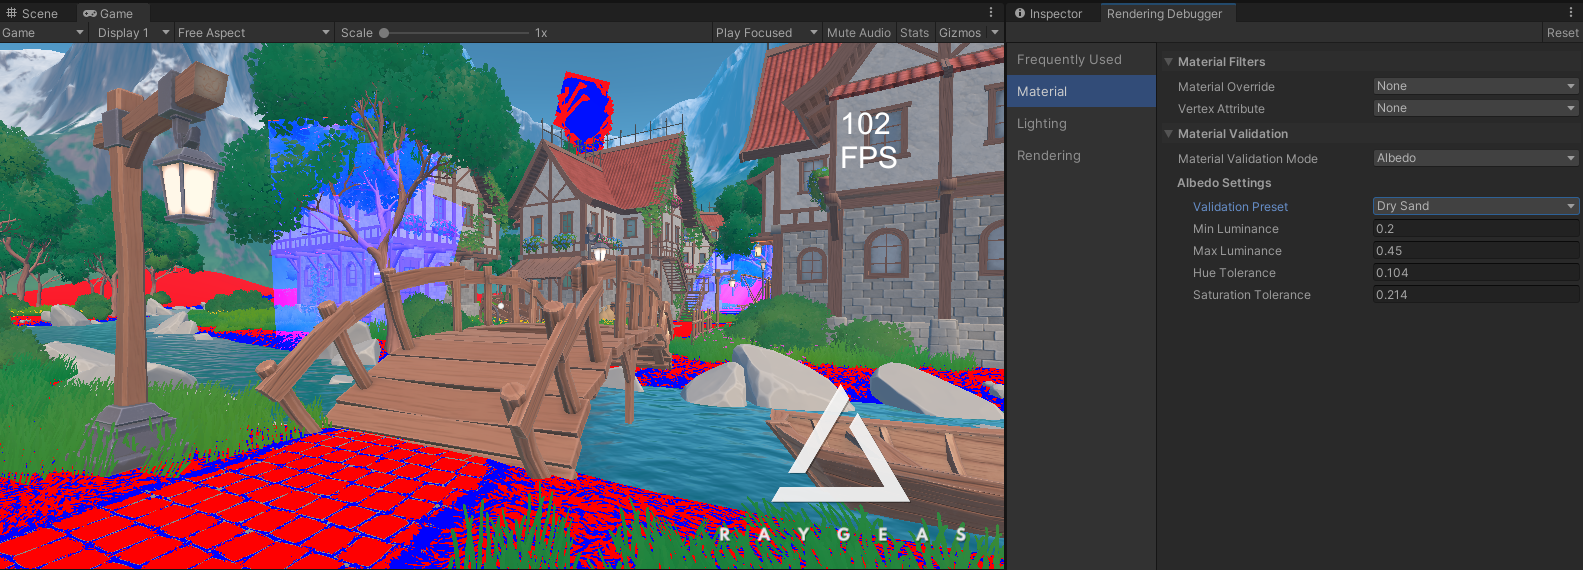 Scene
Game
Inspector
Rendering Debugger
Game
Display 1
Free Aspect
Scale
1x
Play Focused
Mute Audio
Stats
Gizmos
Reset
102
FPS
RAYGEAS
Frequently Used
Material
Lighting
Rendering
Material Filters
Material Override
None
Vertex Attribute
None
Material Validation
Material Validation Mode
Albedo
Albedo Settings
Validation Preset
Dry Sand
Min Luminance
0.2
Max Luminance
0.45
Hue Tolerance
0.104
Saturation Tolerance
0.214